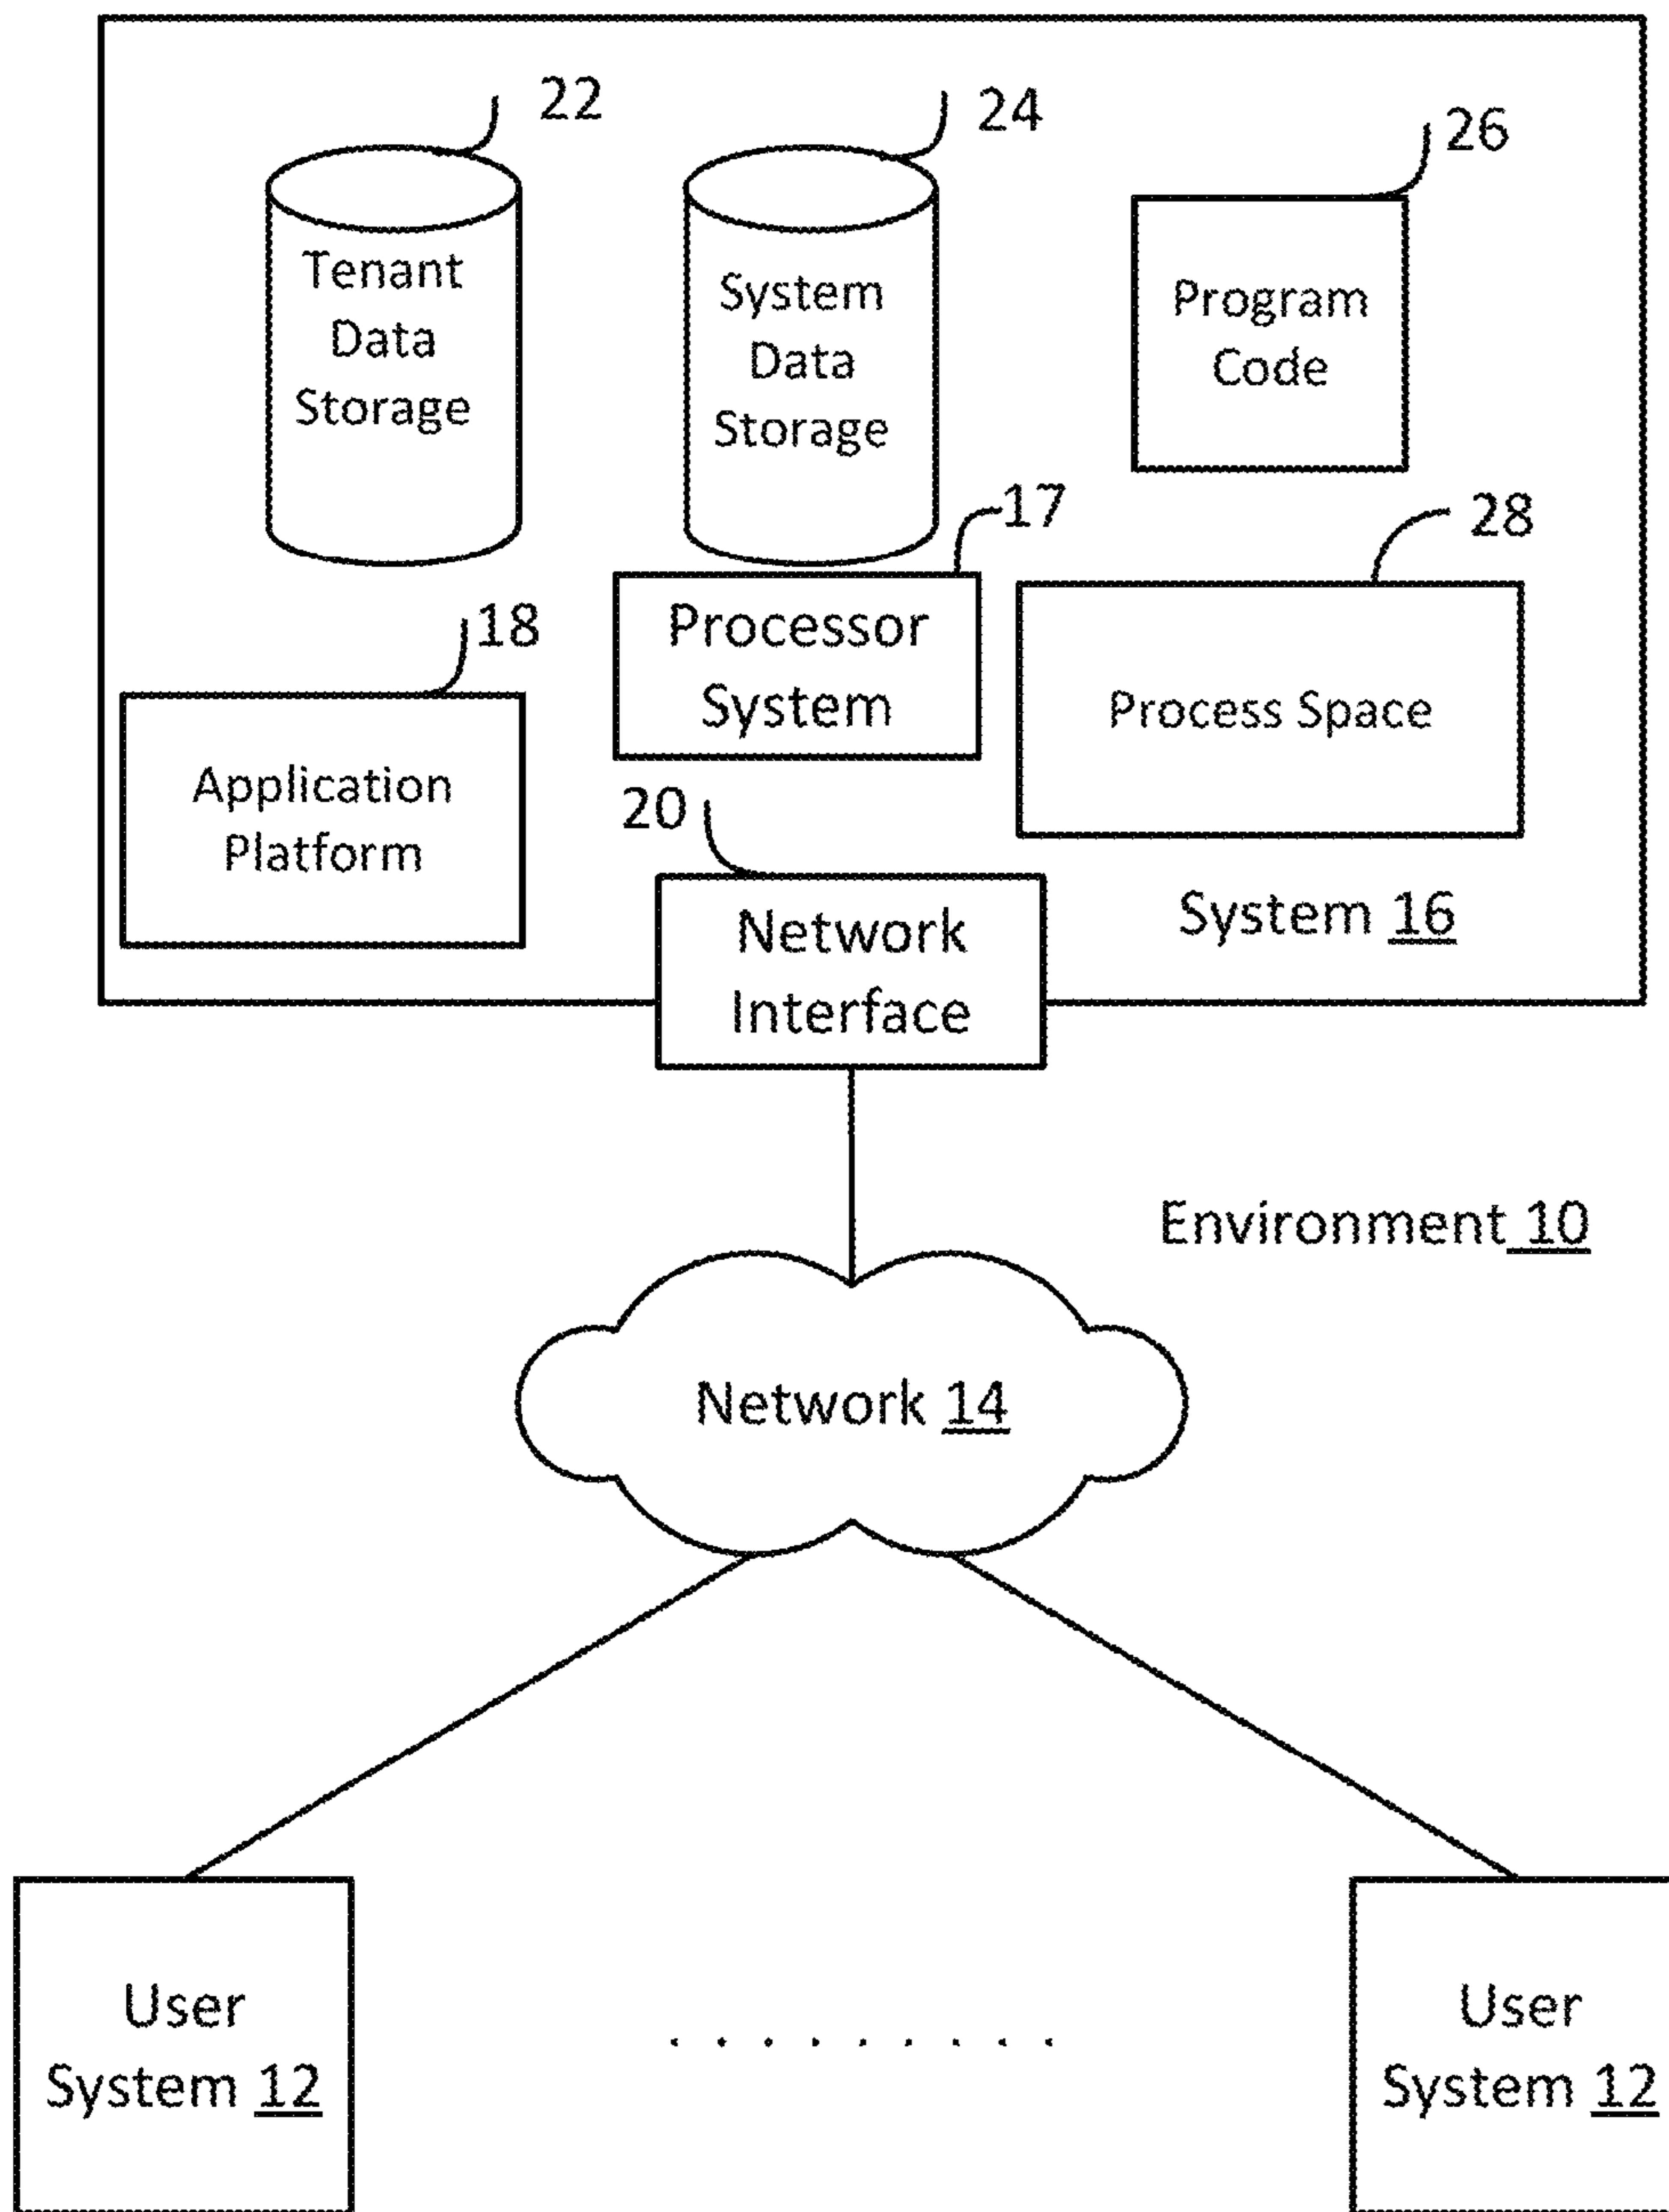 22
24
26
Tenant
Data
Storage
System
Data
Storage
Program
Code
17
28
18
Processor
System
Process Space
Application
Platform
20
Network
Interface
System 16
Environment 10
Network 14
User
System 12
User
System 12